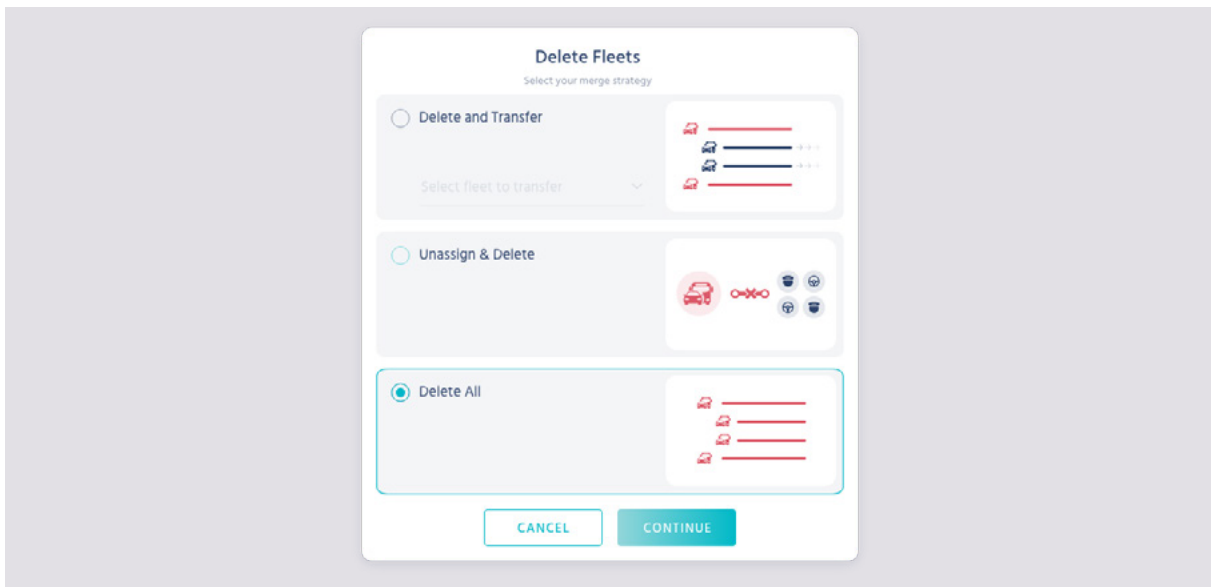 Delete Fleets
Select your merge strategy
Delete and Transfer
Select fleet to transfer
Unassign & Delete
Delete All
CANCEL
CONTINUE